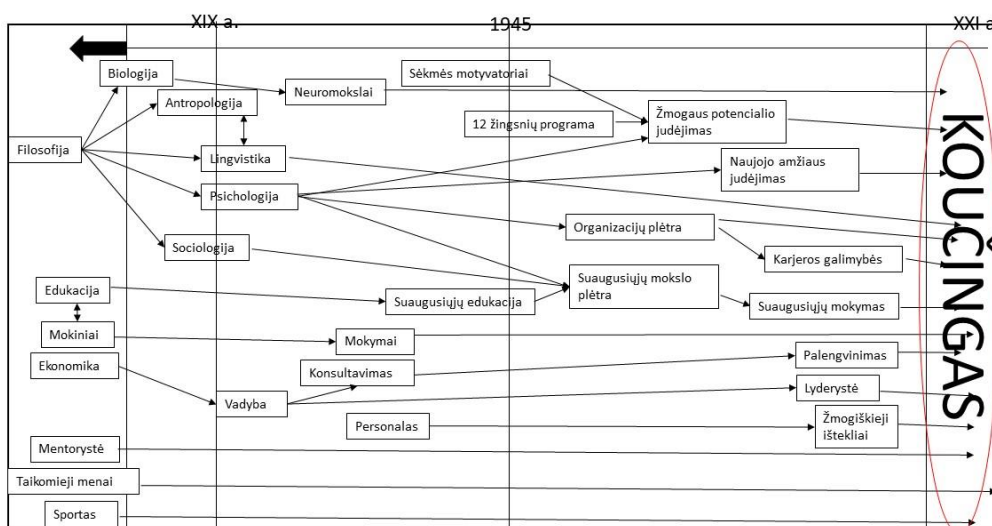 XIX a.
1945
XXI a
Biologija
Sėkmės motyvatoriai
Neuromokslai
Antropologija
12 žingsnių programa
Žmogaus potencialo
judėjimas
Filosofija
Lingvistika
Naujojo amžiaus
judėjimas
Psichologija
Organizacijų plėtra
Sociologija
Karjeros galimybės
Edukacija
Suaugusiųjų edukacija
Suaugusiųjų mokslo
plėtra
Suaugusiųjų mokymas
Mokiniai
Mokymai
Palengvinimas
Ekonomika
Konsultavimas
Lyderystė
Vadyba
Personalas
Žmogiškieji
ištekliai
Mentorystė
Taikomieji menai
Sportas
KOUČINGAS